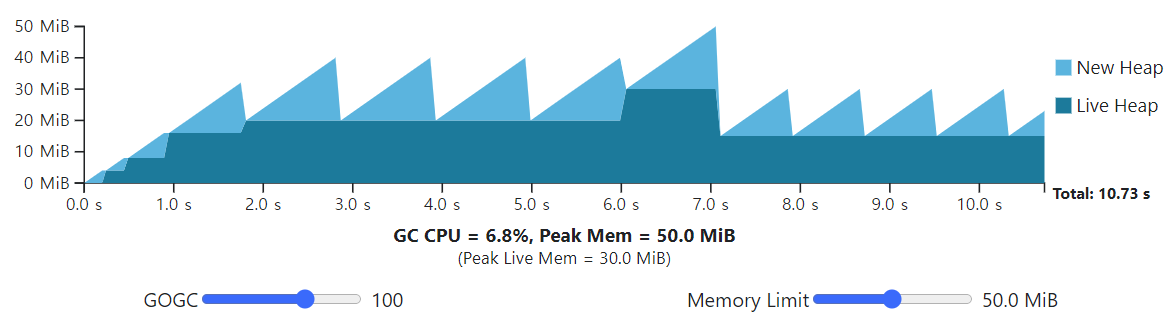 50 MiB
40 MiB
30 MiB
20 MiB
10 MiB
0 MiB
New Heap
Live Heap
0.0 s 1.0 s 2.0 s 3.0 s 4.0 s 5.0 s 6.0 s 7.0 s 8.0 s 9.0 s 10.0 s
Total: 10.73 s
GC CPU = 6.8%, Peak Mem = 50.0 MiB
(Peak Live Mem = 30.0 MiB)
GOGC 100 Memory Limit 50.0 MiB